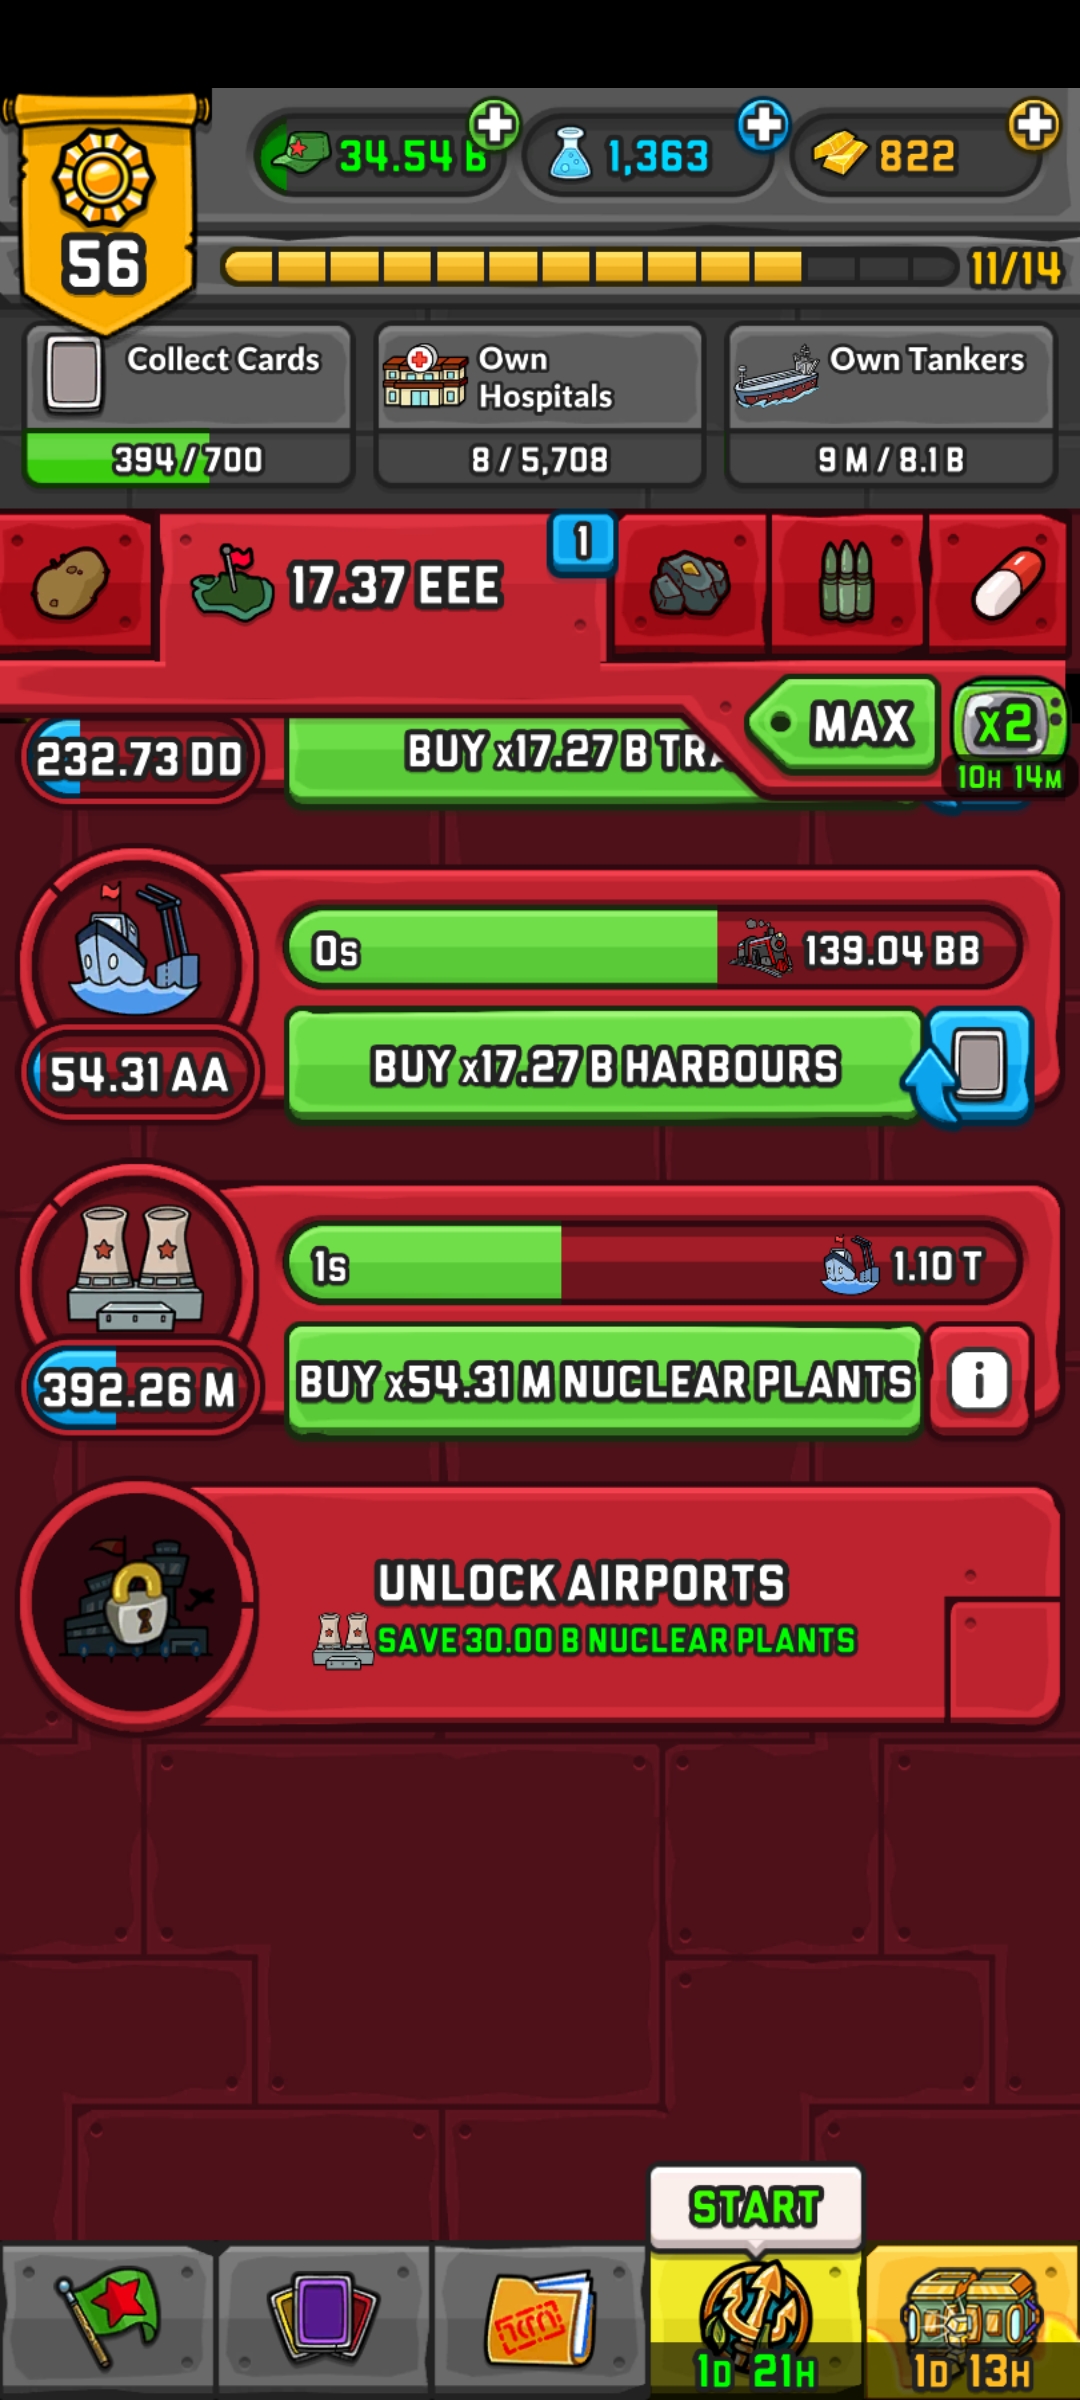 34.54 B
1,363
822
56
11/14
Collect Cards
394/700
Own
Hospitals
8 / 5,708
Own Tankers
9 M / 8.1 B
17.37 EEE
1
MAX
x2
10H 14M
232.73 DD
BUY x17.27 B
0s
139.04 BB
54.31 AA
BUY x17.27 B HARBOURS
1s
1.10 T
392.26 M
BUY x54.31 M NUCLEAR PLANTS
i
UNLOCK AIRPORTS
SAVE 30.00 B NUCLEAR PLANTS
START
1D 21H
1D 13H